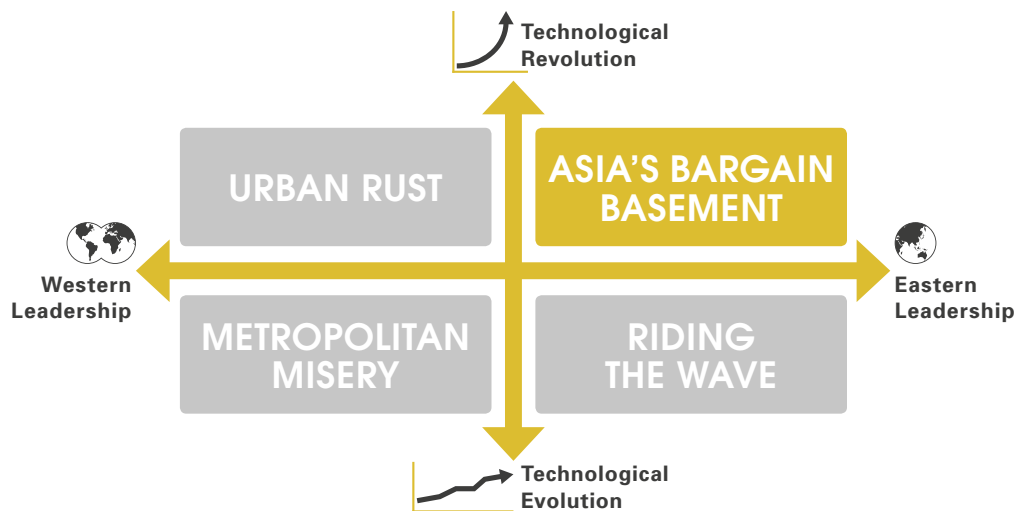 Technological
Revolution
URBAN RUST
ASIA’S BARGAIN
BASEMENT
Western
Leadership
Eastern
Leadership
METROPOLITAN
MISERY
RIDING
THE WAVE
Technological
Evolution